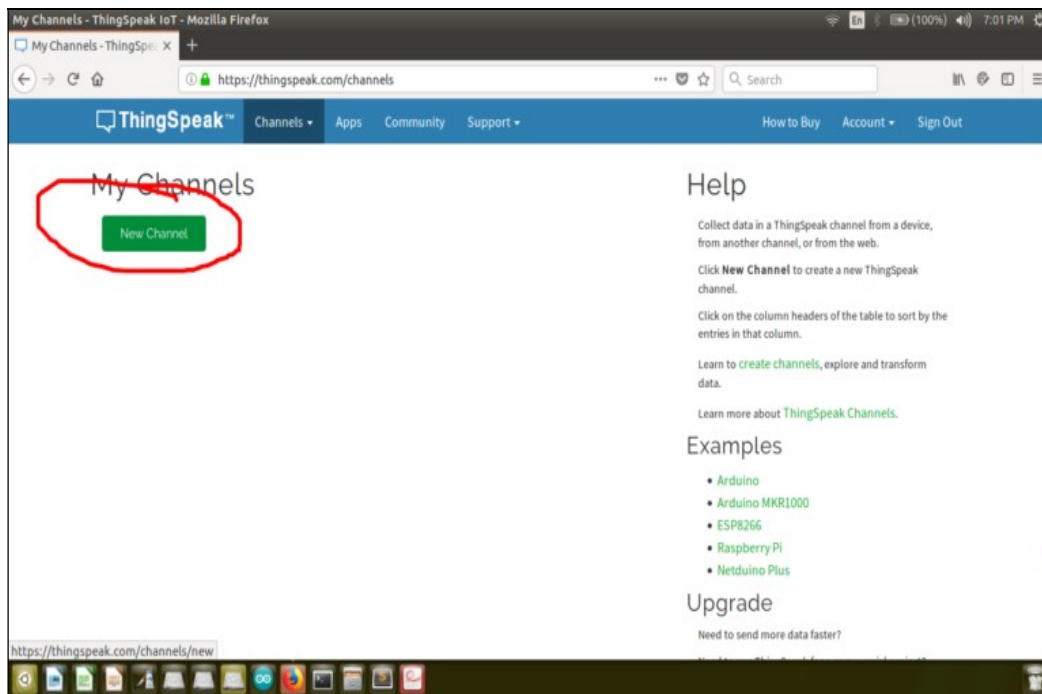 My Channels - ThingSpeak IoT - Mozilla Firefox
En (100%) 7:01 PM
My Channels - ThingSpea
https://thingspeak.com/channels
Search
ThingSpeak™ Channels Apps Community Support How to Buy Account Sign Out
My Channels
New Channel
Help
Collect data in a ThingSpeak channel from a device,
from another channel, or from the web.
Click New Channel to create a new ThingSpeak
channel.
Click on the column headers of the table to sort by the
entries in that column.
Learn to create channels, explore and transform
data.
Learn more about ThingSpeak Channels.
Examples
Arduino
Arduino MKR1000
ESP8266
Raspberry Pi
Netduino Plus
Upgrade
Need to send more data faster?
https://thingspeak.com/channels/new